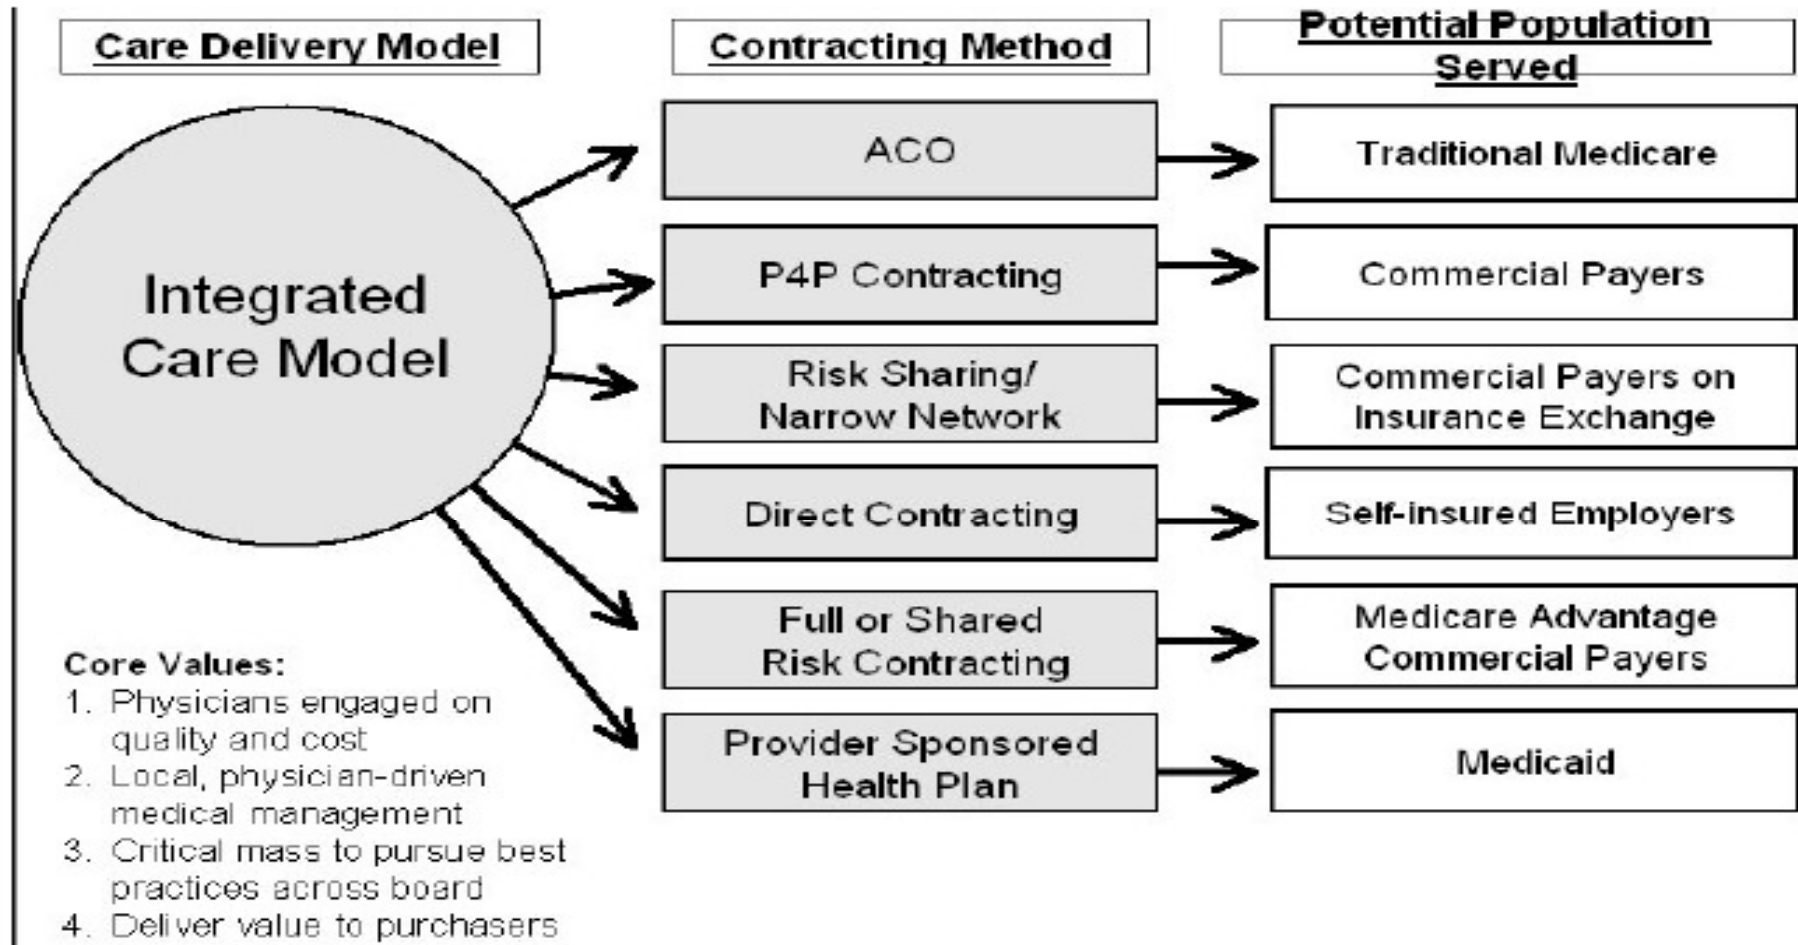 Care Delivery Model
Contracting Method
Potential Population
Served
Integrated
Care Model
ACO
Traditional Medicare
P4P Contracting
Commercial Payers
Risk Sharing/
Narrow Network
Commercial Payers on
Insurance Exchange
Direct Contracting
Self-insured Employers
Full or Shared
Risk Contracting
Medicare Advantage
Commercial Payers
Provider Sponsored
Health Plan
Medicaid
Core Values:
1. Physicians engaged on
quality and cost
2. Local, physician-driven
medical management
3. Critical mass to pursue best
practices across board
4. Deliver value to purchasers